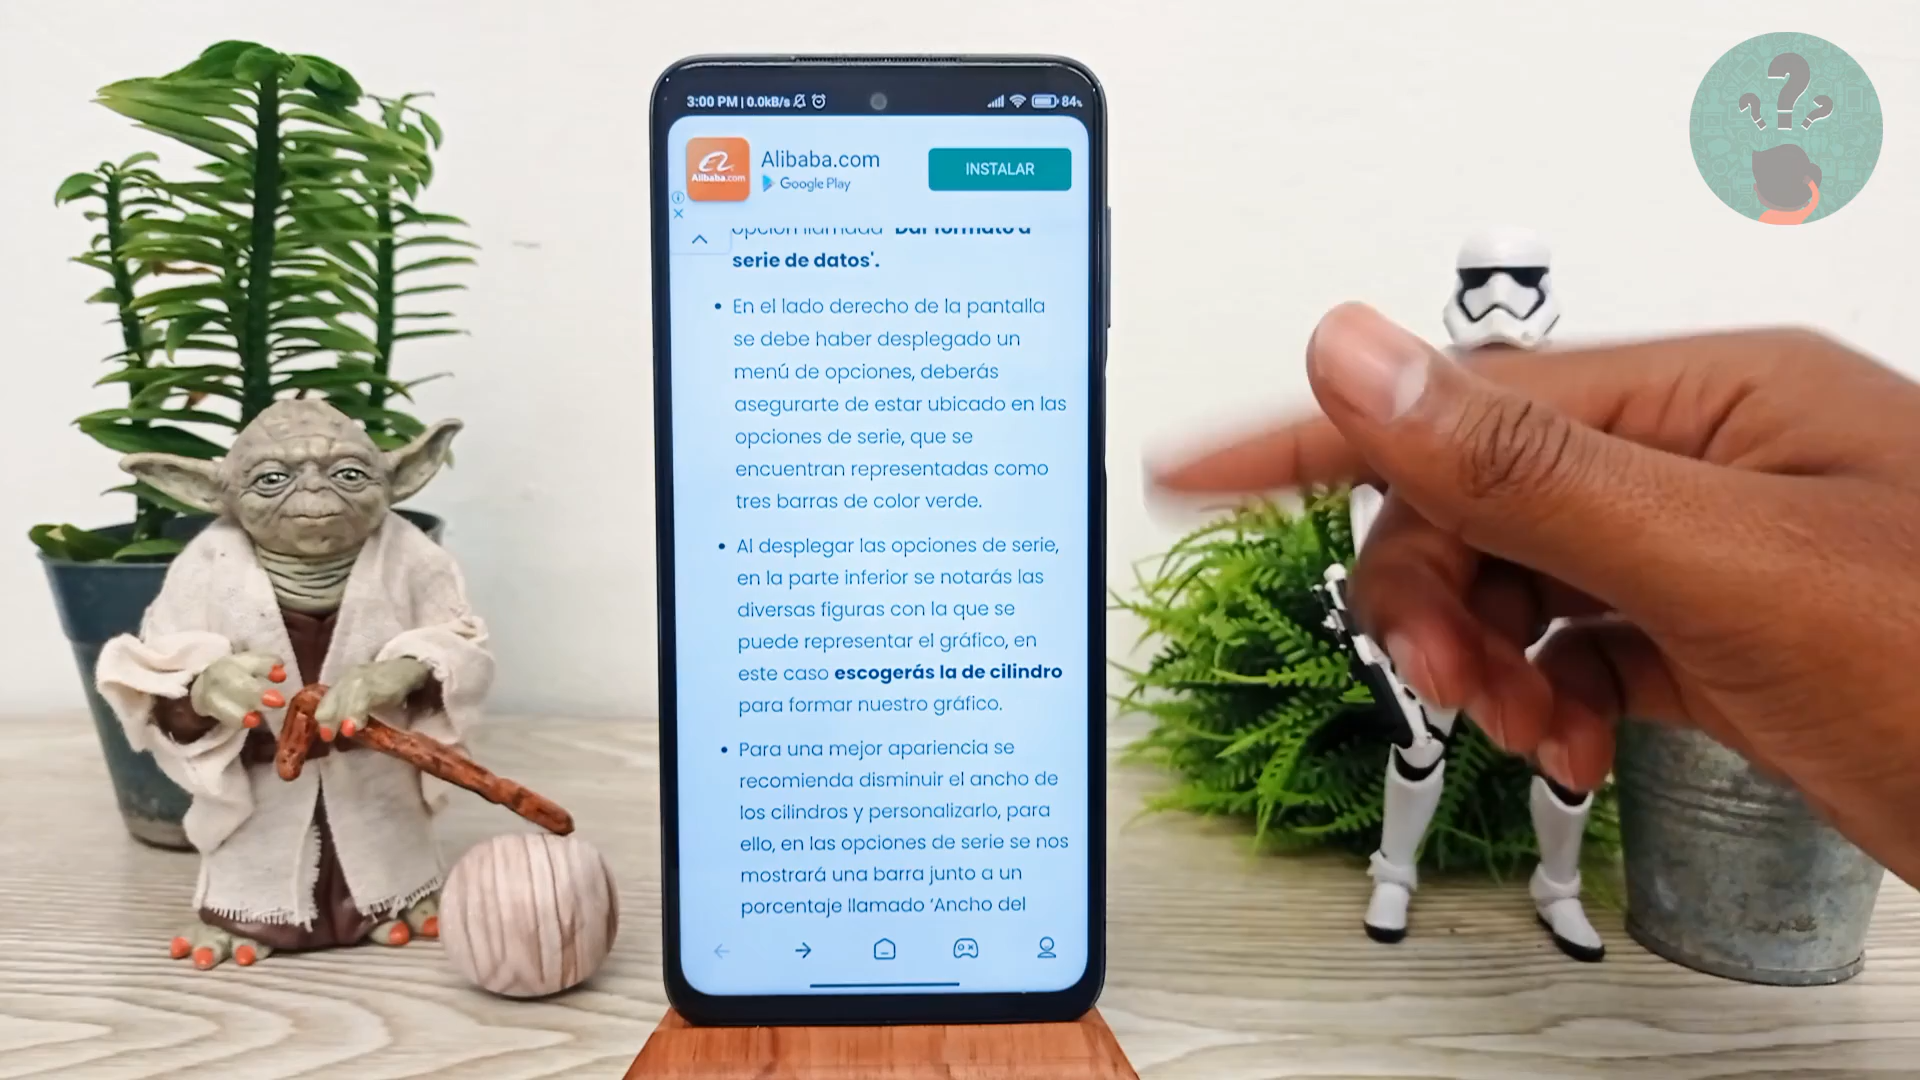 3:00 PM | 0.0kB/s
84%
Alibaba.com
Alibaba.com
Google Play
INSTALAR
opción llamada 'Dar formato a
serie de datos'.
• En el lado derecho de la pantalla
se debe haber desplegado un
menú de opciones, deberás
asegurarte de estar ubicado en las
opciones de serie, que se
encuentran representadas como
tres barras de color verde.
• Al desplegar las opciones de serie,
en la parte inferior se notarás las
diversas figuras con la que se
puede representar el gráfico, en
este caso escogerás la de cilindro
para formar nuestro gráfico.
• Para una mejor apariencia se
recomienda disminuir el ancho de
los cilindros y personalizarlo, para
ello, en las opciones de serie se nos
mostrará una barra junto a un
porcentaje llamado ‘Ancho del
???